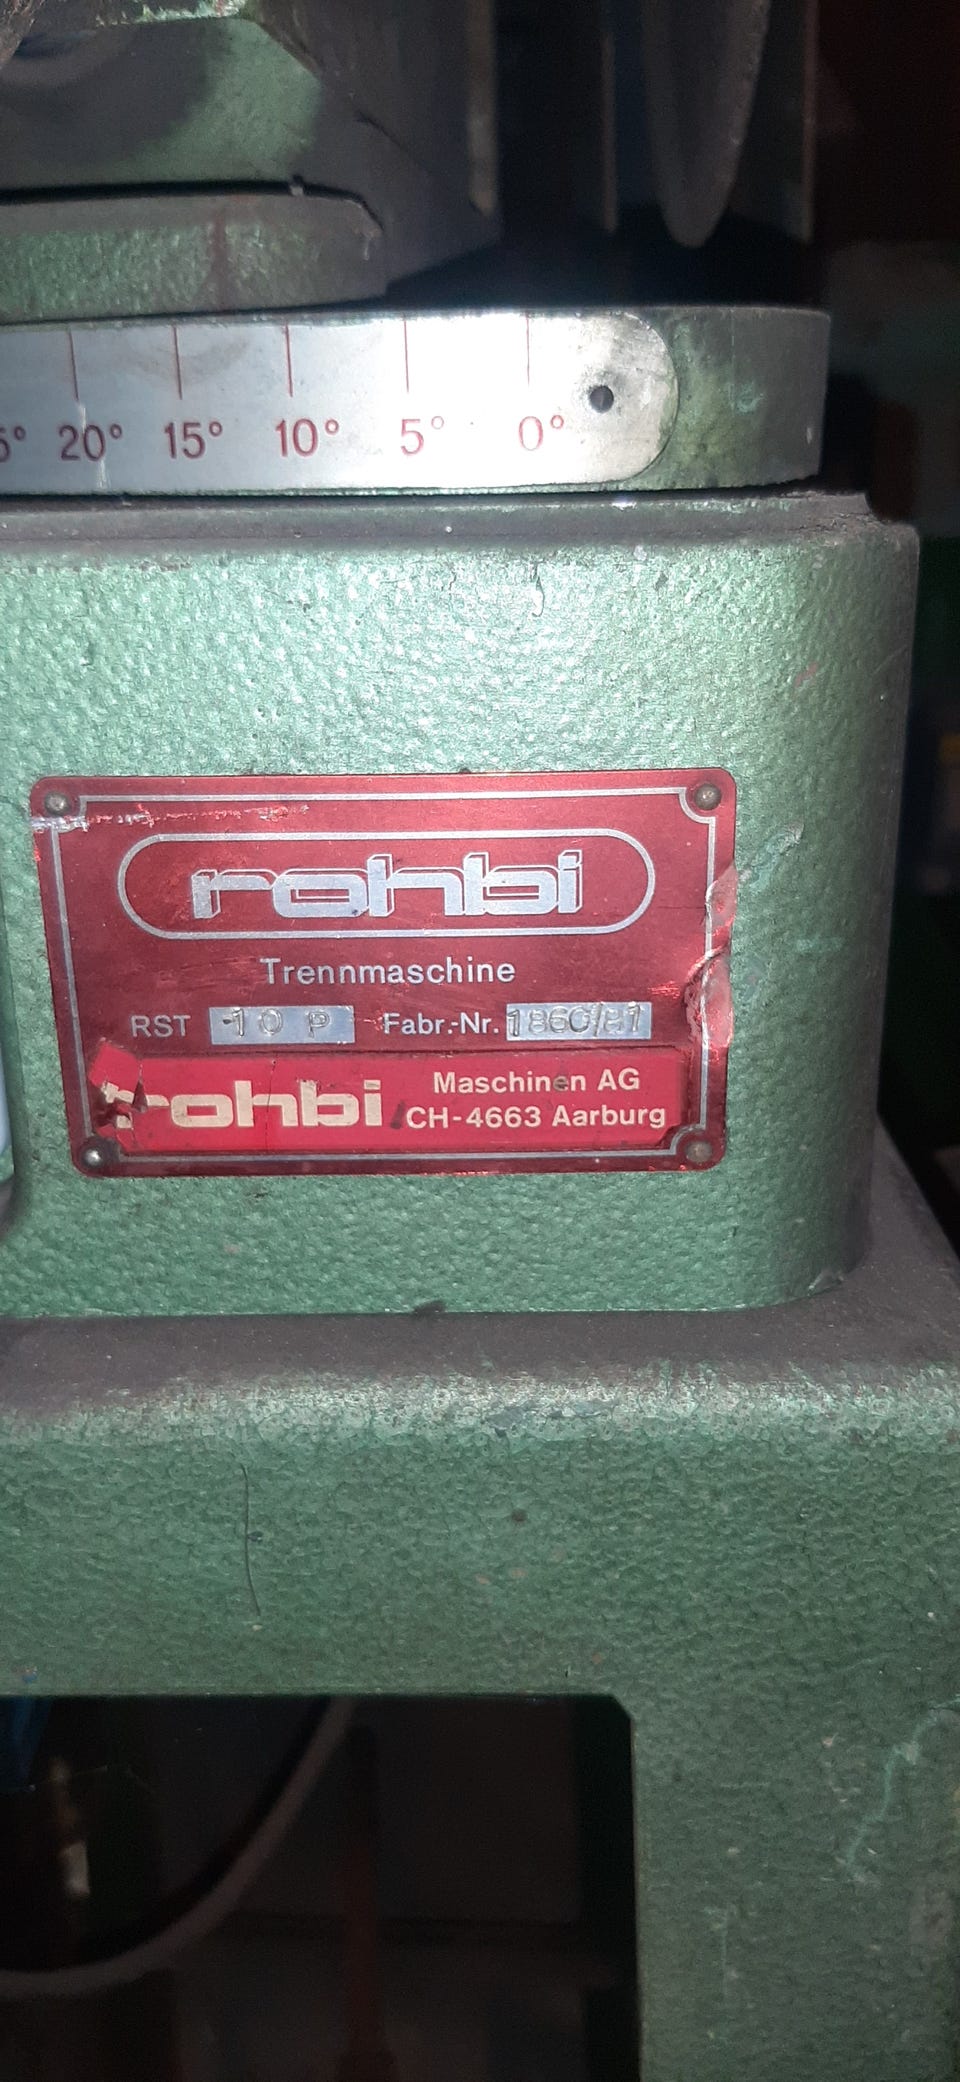 20° 15° 10° 5° 0°
rohbi
Trennmaschine
RST 10 P Fabr.-Nr. 1860/81
rohbi Maschinen AG
CH-4663 Aarburg